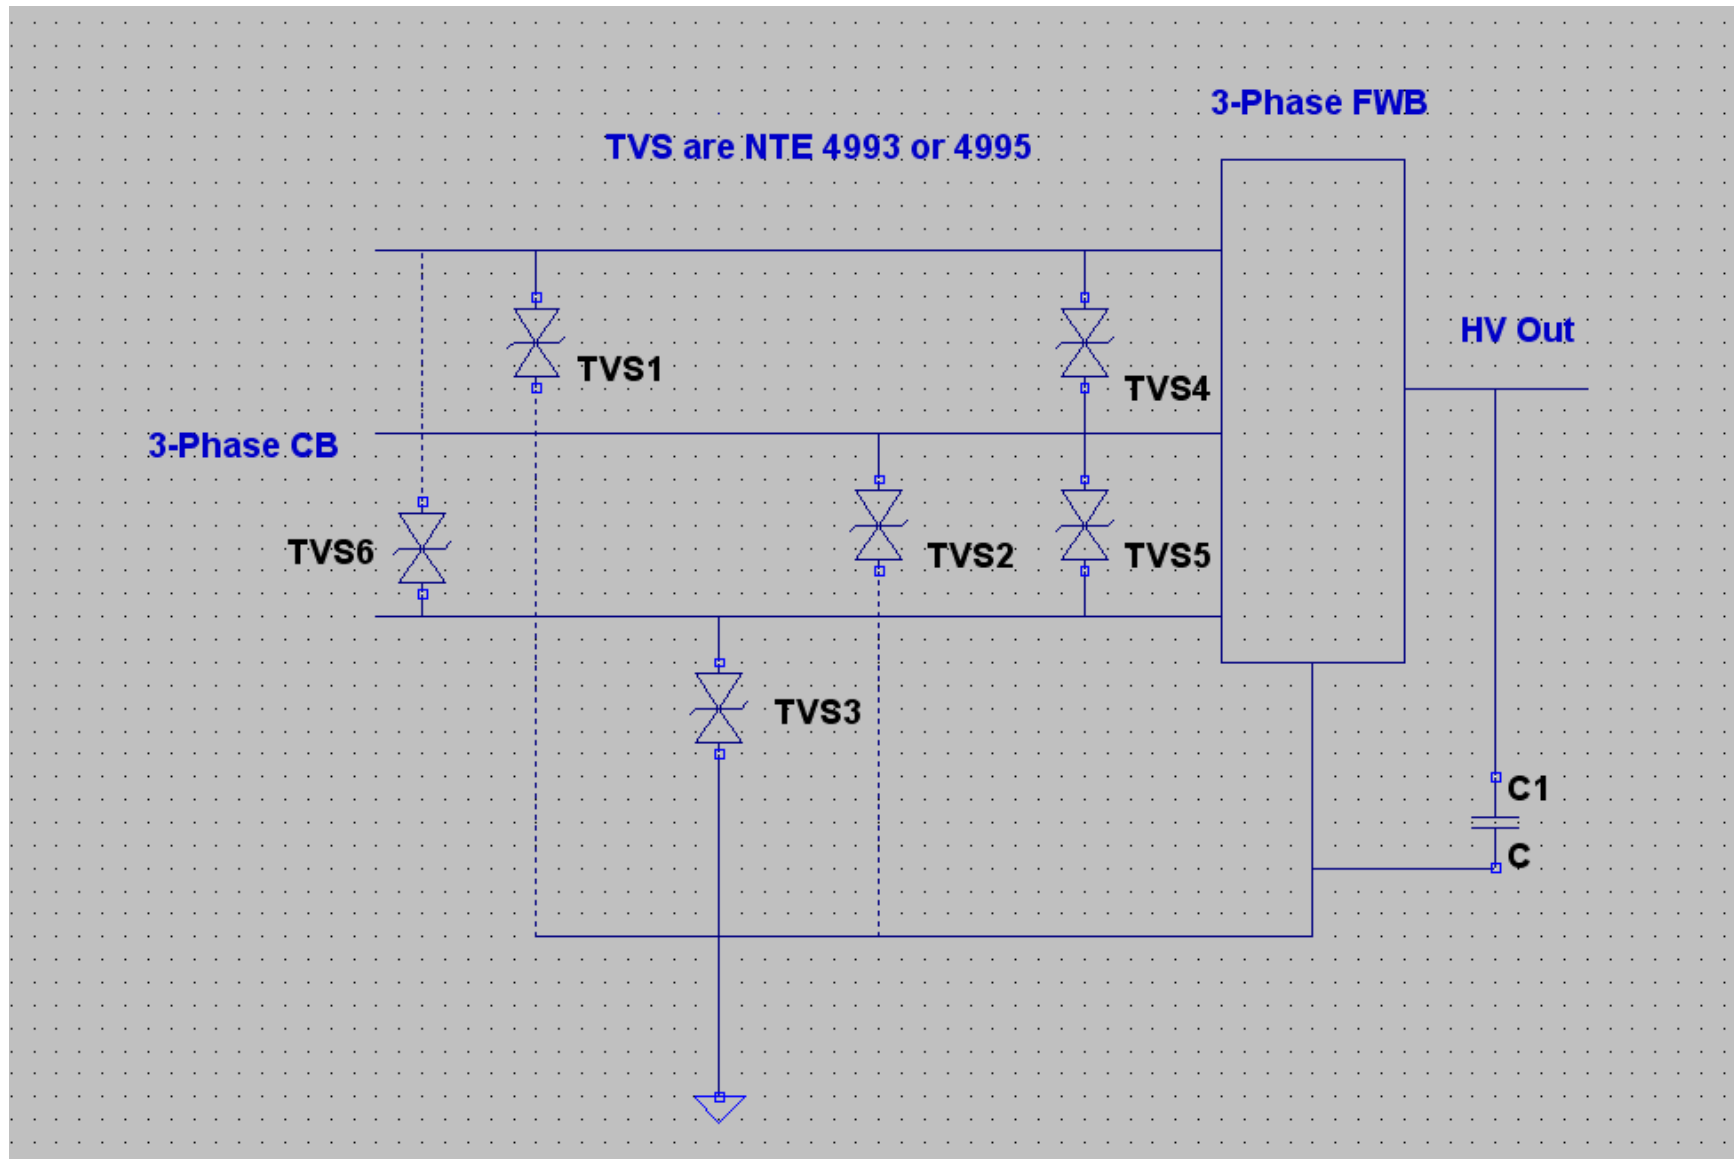 3-Phase FWB
TVS are NTE 4993 or 4995
HV Out
TVS1
TVS4
3-Phase CB
TVS6
TVS2
TVS5
TVS3
C1
C